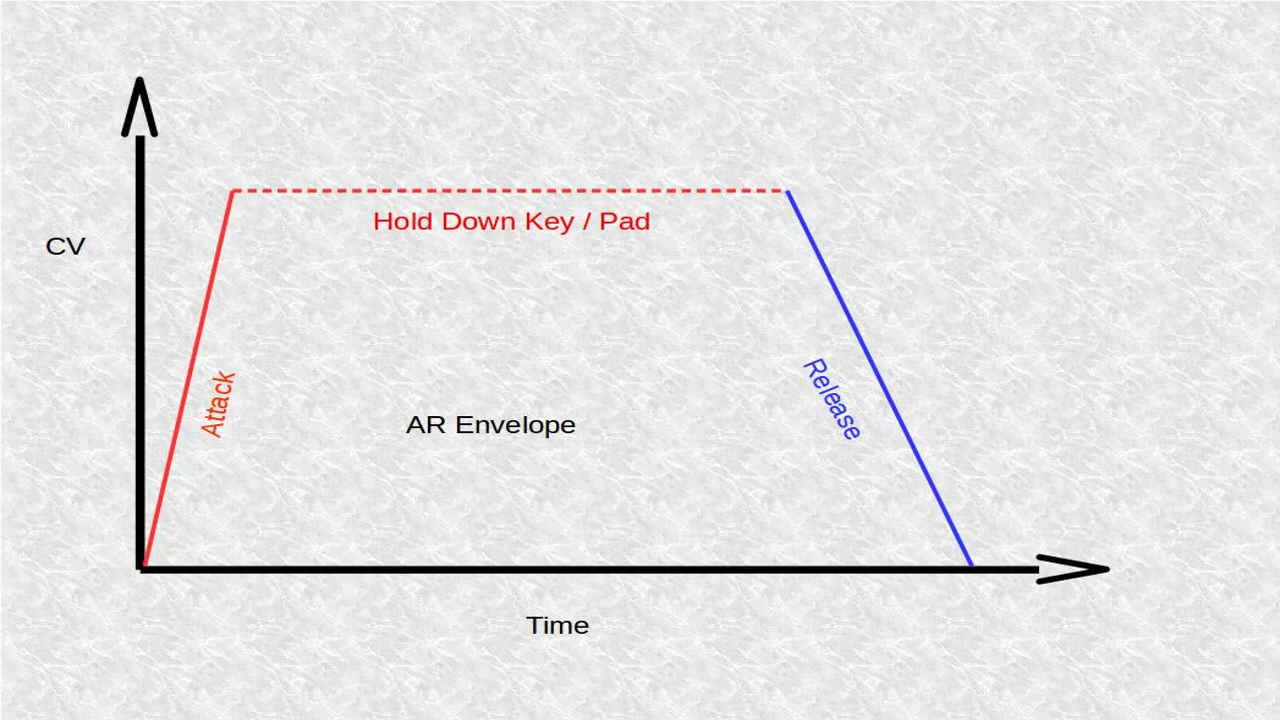 Hold Down Key / Pad
CV
Attack
Release
AR Envelope
Time